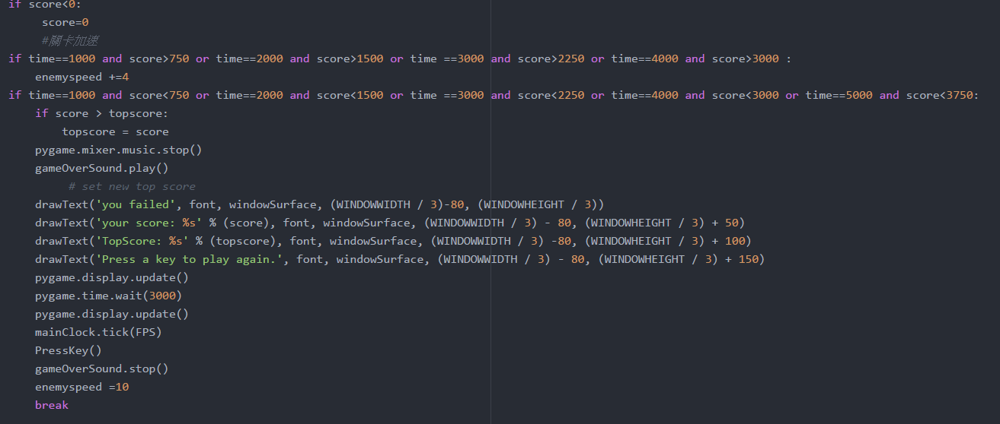 if score<0:
score=0
#關卡加速
if time==1000 and score>750 or time==2000 and score>1500 or time ==3000 and score>2250 or time==4000 and score>3000 :
enemyspeed +=4
if time==1000 and score<750 or time==2000 and score<1500 or time ==3000 and score<2250 or time==4000 and score<3000 or time==5000 and score<3750:
if score > topscore:
topscore = score
pygame.mixer.music.stop()
gameOverSound.play()
# set new top score
drawText('you failed', font, windowSurface, (WINDOWWIDTH / 3)-80, (WINDOWHEIGHT / 3))
drawText('your score: %s' % (score), font, windowSurface, (WINDOWWIDTH / 3) - 80, (WINDOWHEIGHT / 3) + 50)
drawText('TopScore: %s' % (topscore), font, windowSurface, (WINDOWWIDTH / 3) -80, (WINDOWHEIGHT / 3) + 100)
drawText('Press a key to play again.', font, windowSurface, (WINDOWWIDTH / 3) - 80, (WINDOWHEIGHT / 3) + 150)
pygame.display.update()
pygame.time.wait(3000)
pygame.display.update()
mainClock.tick(FPS)
PressKey()
gameOverSound.stop()
enemyspeed =10
break